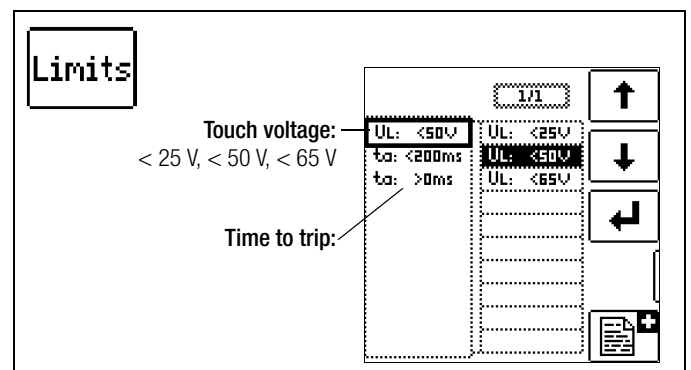 Limits
1/1
Touch voltage:
< 25 V, < 50 V, < 65 V
Time to trip:
UL: <50V
ta: <200ms
ta: >0ms
UL: <25V
UL: <50V
UL: <65V